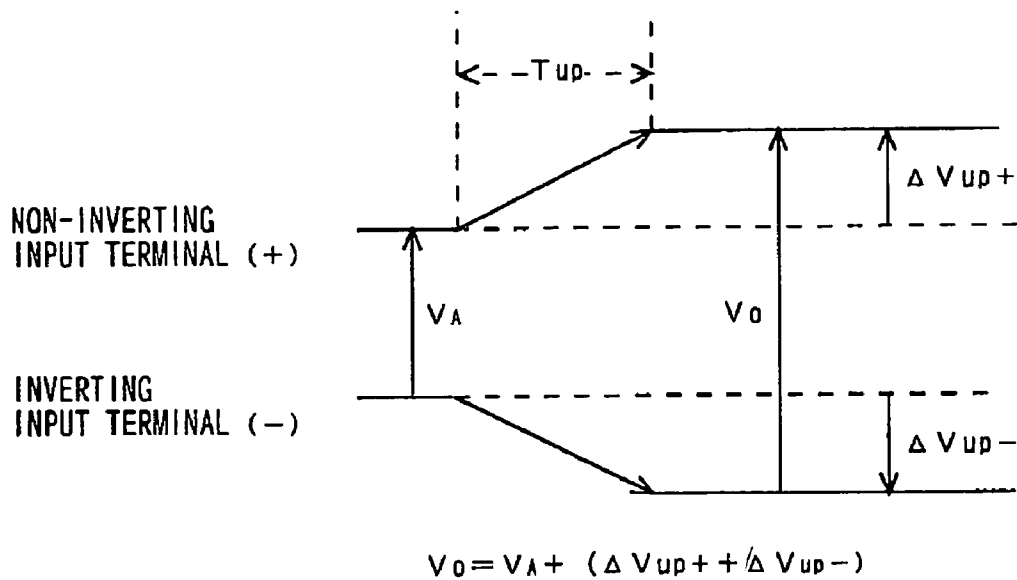 Tup
ΔVup+
NON-INVERTING
INPUT TERMINAL (+)
VA
VO
INVERTING
INPUT TERMINAL (-)
ΔVup-
VO=VA+ (ΔVup++ΔVup-)